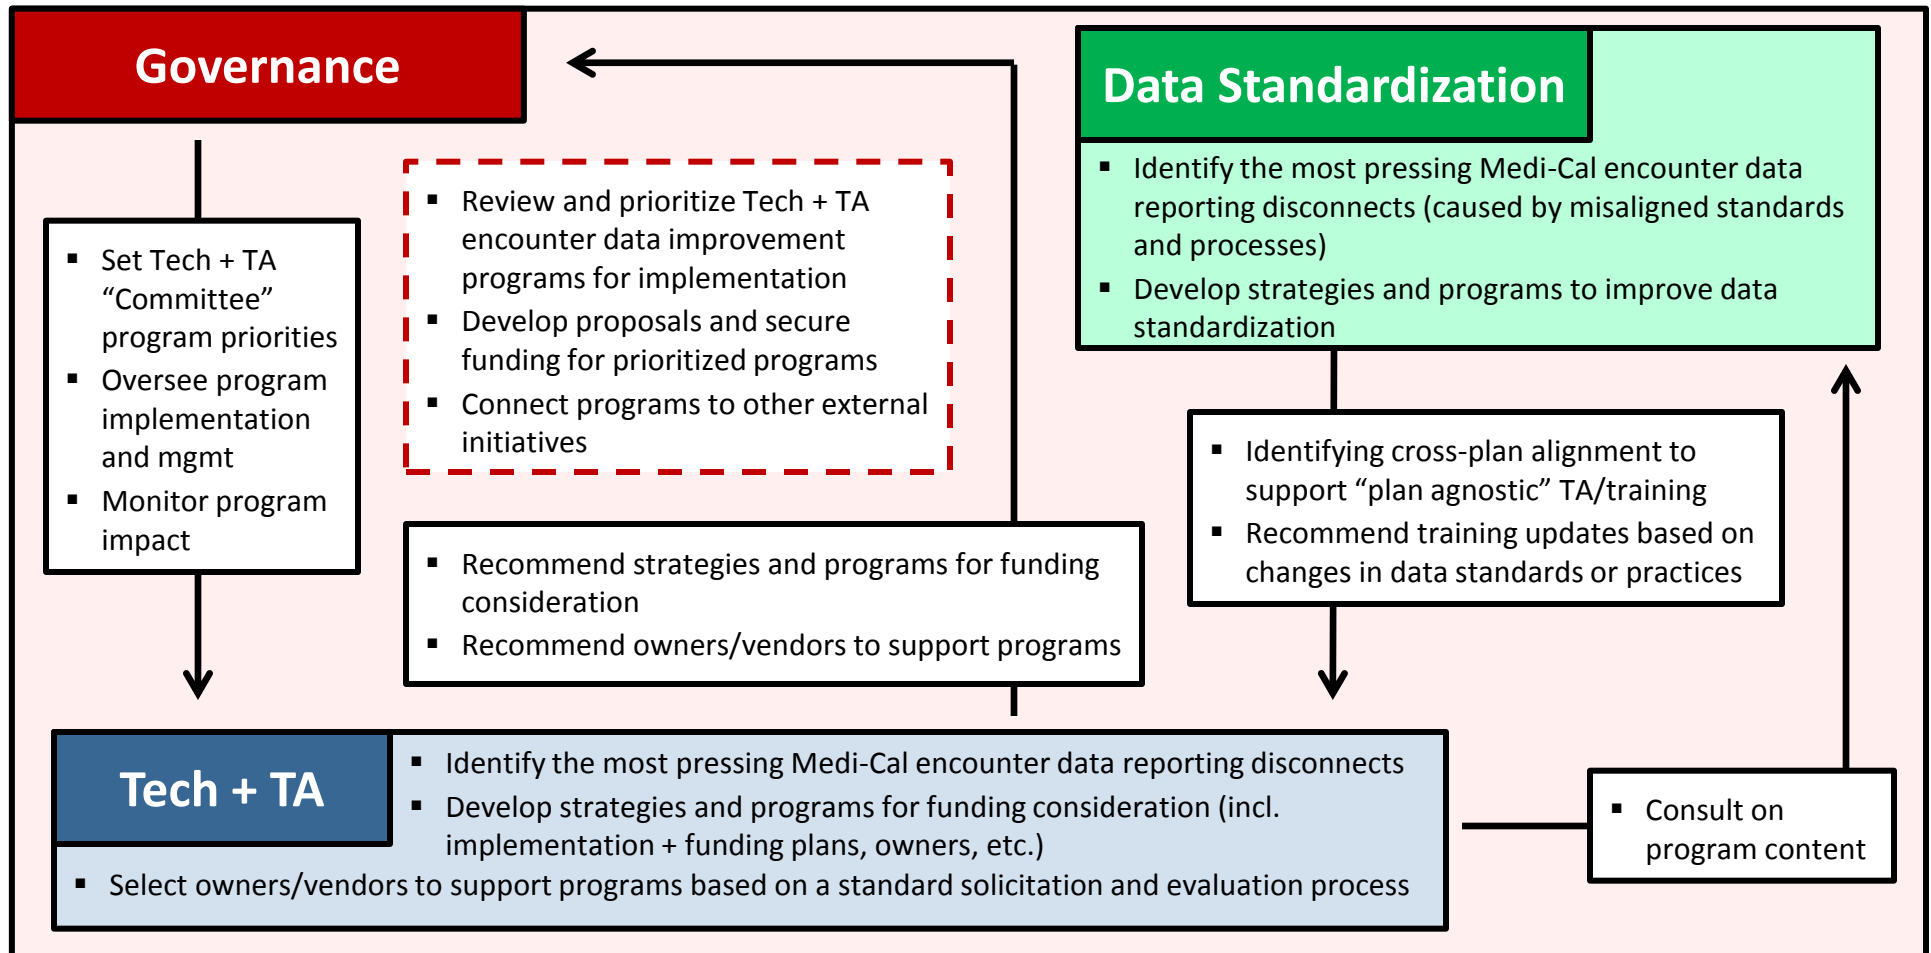 Governance
▪ Set Tech + TA
“Committee”
program priorities
▪ Oversee program
implementation
and mgmt
▪ Monitor program
impact
▪ Review and prioritize Tech + TA
encounter data improvement
programs for implementation
▪ Develop proposals and secure
funding for prioritized programs
▪ Connect programs to other external
initiatives
▪ Recommend strategies and programs for funding
consideration
▪ Recommend owners/vendors to support programs
Data Standardization
▪ Identify the most pressing Medi-Cal encounter data
reporting disconnects (caused by misaligned standards
and processes)
▪ Develop strategies and programs to improve data
standardization
▪ Identifying cross-plan alignment to
support “plan agnostic” TA/training
▪ Recommend training updates based on
changes in data standards or practices
Tech + TA
▪ Identify the most pressing Medi-Cal encounter data reporting disconnects
▪ Develop strategies and programs for funding consideration (incl.
implementation + funding plans, owners, etc.)
▪ Select owners/vendors to support programs based on a standard solicitation and evaluation process
▪ Consult on
program content